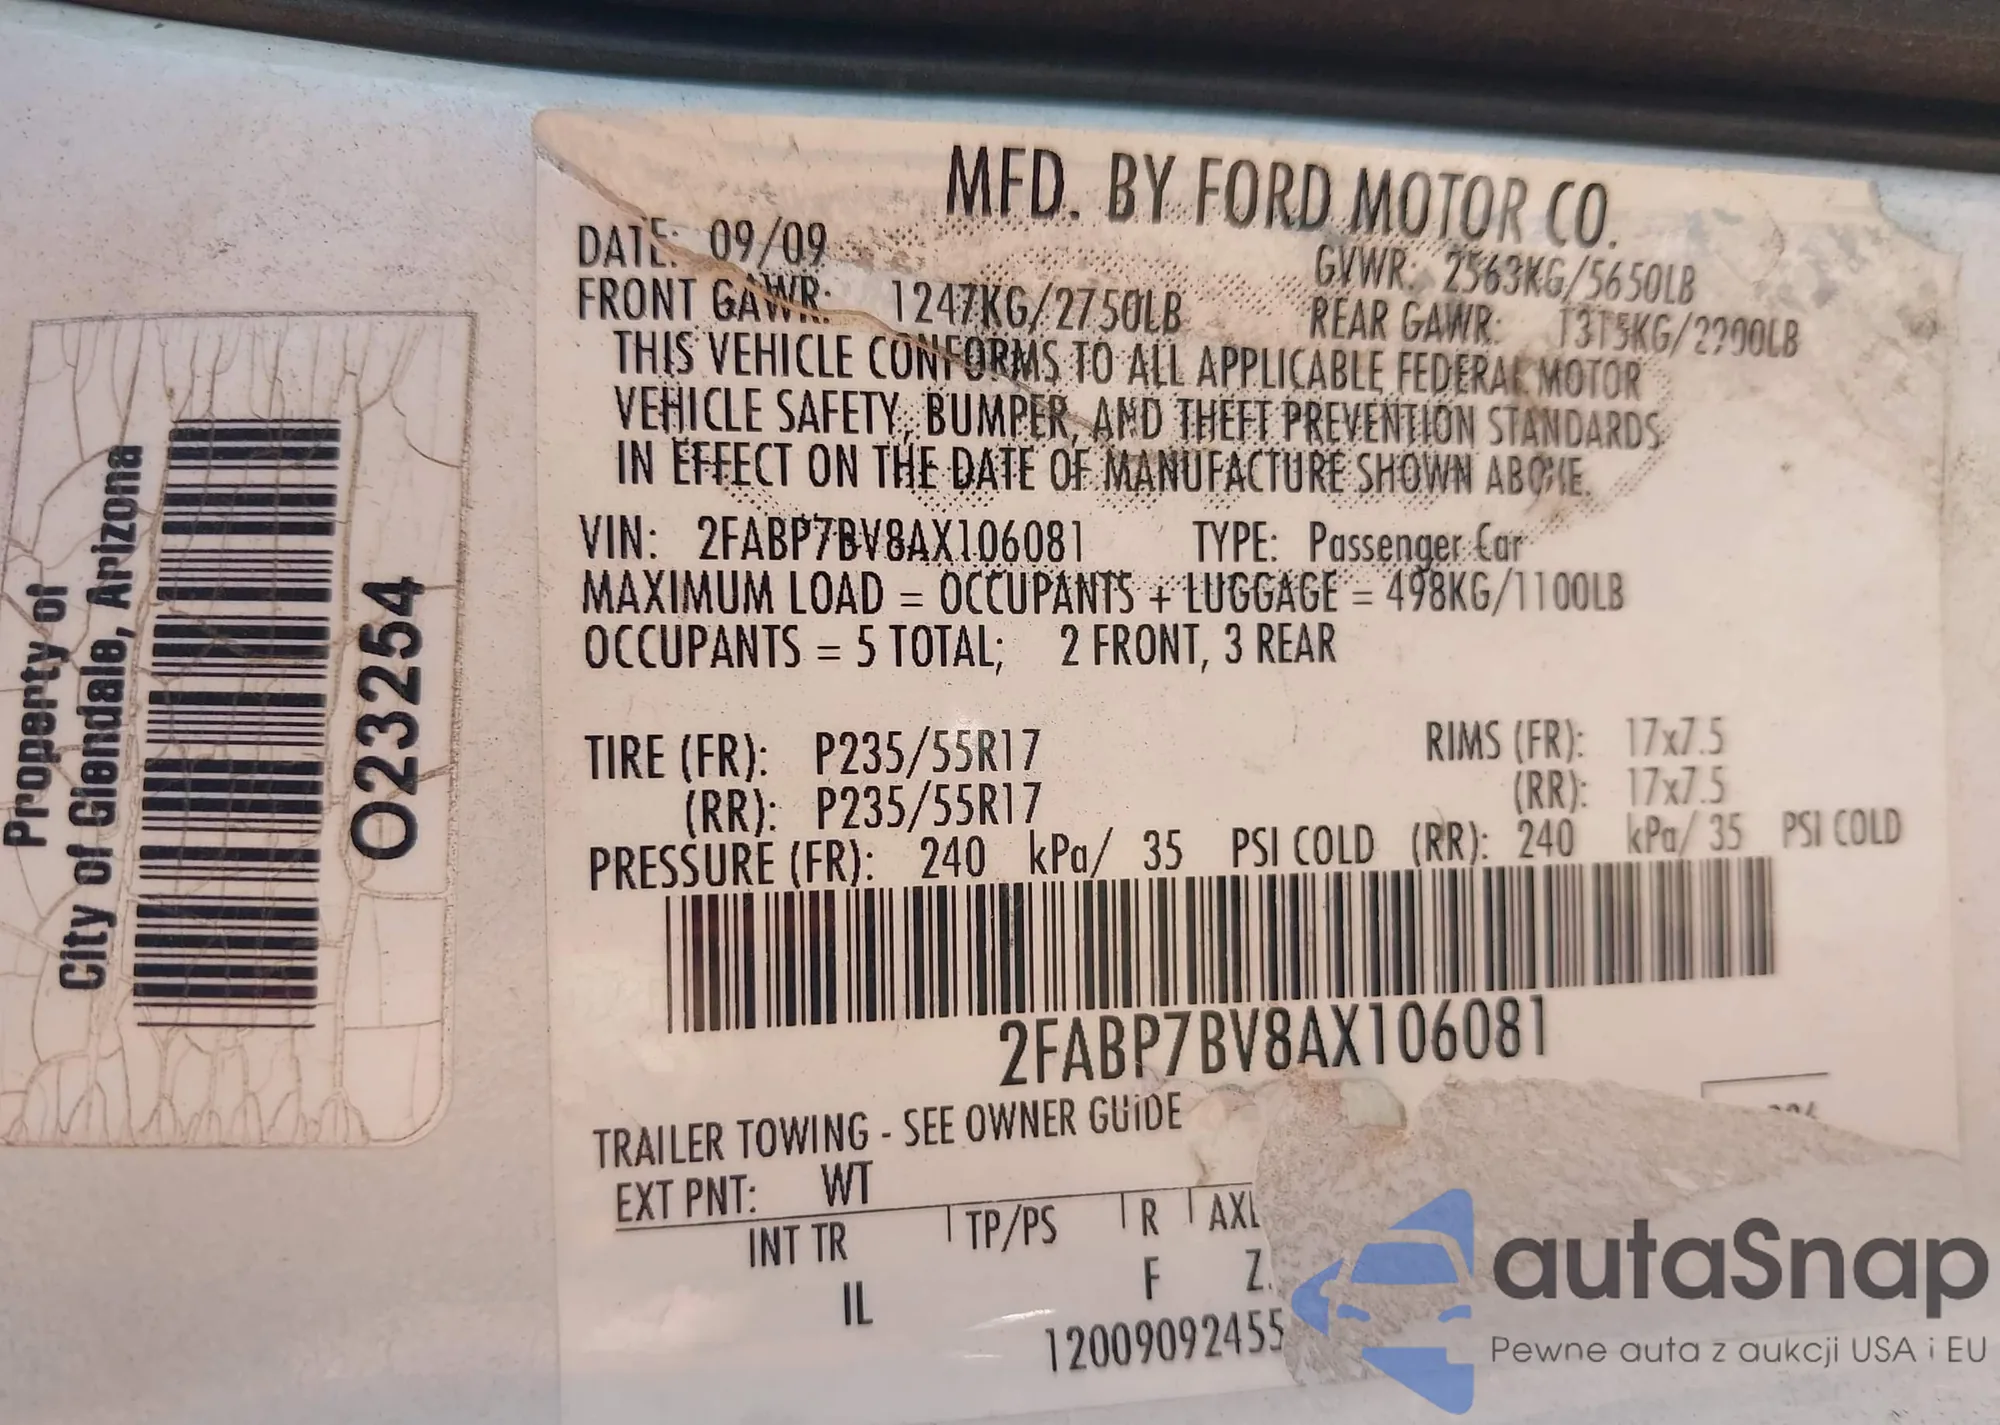 Property of
City of Glendale, Arizona
023254
MFD. BY FORD MOTOR CO.
DATE: 09/09 GVWR: 2563KG/5650LB
FRONT GAWR: 1247KG/2750LB REAR GAWR: 1315KG/2900LB
THIS VEHICLE CONFORMS TO ALL APPLICABLE FEDERAL MOTOR
VEHICLE SAFETY, BUMPER, AND THEFT PREVENTION STANDARDS
IN EFFECT ON THE DATE OF MANUFACTURE SHOWN ABOVE.
VIN: 2FABP7BV8AX106081 TYPE: Passenger Car
MAXIMUM LOAD = OCCUPANTS + LUGGAGE = 498KG/1100LB
OCCUPANTS = 5 TOTAL; 2 FRONT, 3 REAR
TIRE (FR): P235/55R17 RIMS (FR): 17x7.5
(RR): P235/55R17 (RR): 17x7.5
PRESSURE (FR): 240 kPa/ 35 PSI COLD (RR): 240 kPa/ 35 PSI COLD
2FABP7BV8AX106081
TRAILER TOWING - SEE OWNER GUIDE
EXT PNT: WT
INT TR TP/PS R AXL
IL F Z
12009092455
autaSnap
Pewne auta z aukcji USA i EU